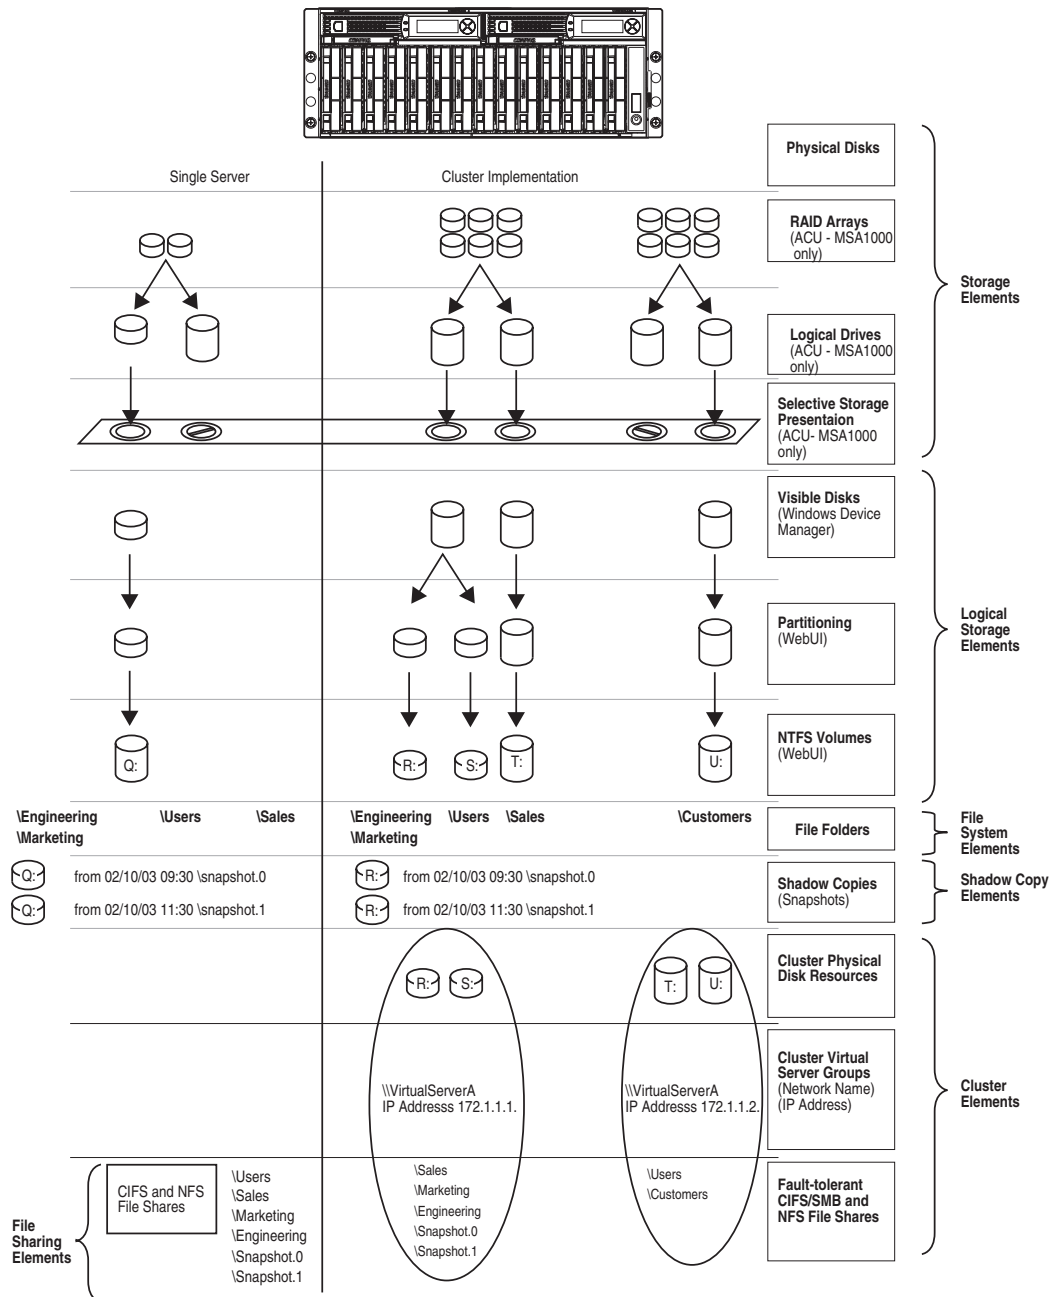 Physical Disks
Single Server
Cluster Implementation
RAID Arrays
(ACU - MSA1000
only)
Storage
Elements
Logical Drives
(ACU - MSA1000
only)
Selective Storage
Presentaion
(ACU- MSA1000
only)
Visible Disks
(Windows Device
Manager)
Partitioning
(WebUI)
Logical
Storage
Elements
NTFS Volumes
(WebUI)
Q:
R:
S:
T:
U:
\Engineering
\Users
\Sales
\Marketing
\Engineering
\Users
\Sales
\Marketing
\Customers
File Folders
File
System
Elements
Q:
from 02/10/03 09:30 \snapshot.0
Q:
from 02/10/03 11:30 \snapshot.1
R:
from 02/10/03 09:30 \snapshot.0
R:
from 02/10/03 11:30 \snapshot.1
Shadow Copies
(Snapshots)
Shadow Copy
Elements
R:
S:
T:
U:
Cluster Physical
Disk Resources
\\VirtualServerA
IP Addresss 172.1.1.1.
\\VirtualServerA
IP Addresss 172.1.1.2.
Cluster Virtual
Server Groups
(Network Name)
(IP Address)
Cluster
Elements
File
Sharing
Elements
CIFS and NFS
File Shares
\Users
\Sales
\Marketing
\Engineering
\Snapshot.0
\Snapshot.1
\Sales
\Marketing
\Engineering
\Snapshot.0
\Snapshot.1
\Users
\Customers
Fault-tolerant
CIFS/SMB and
NFS File Shares